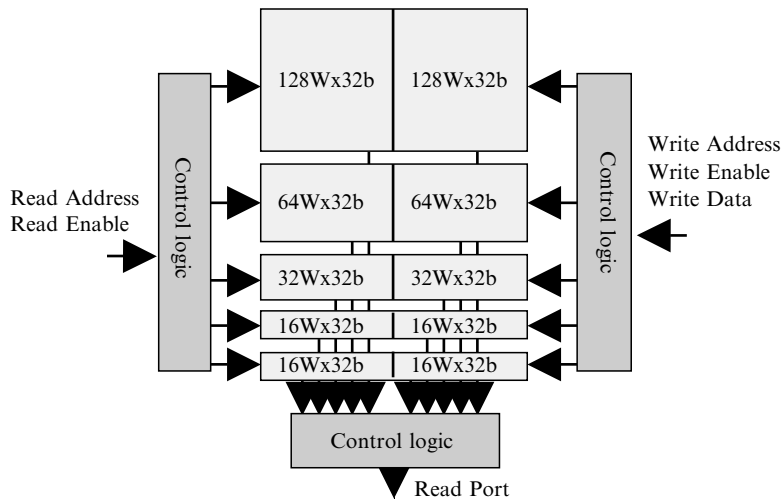 128Wx32b 128Wx32b
Control logic
Control logic
Write Address
Write Enable
Write Data
Read Address
Read Enable
64Wx32b 64Wx32b
32Wx32b 32Wx32b
16Wx32b 16Wx32b
16Wx32b 16Wx32b
Control logic
Read Port